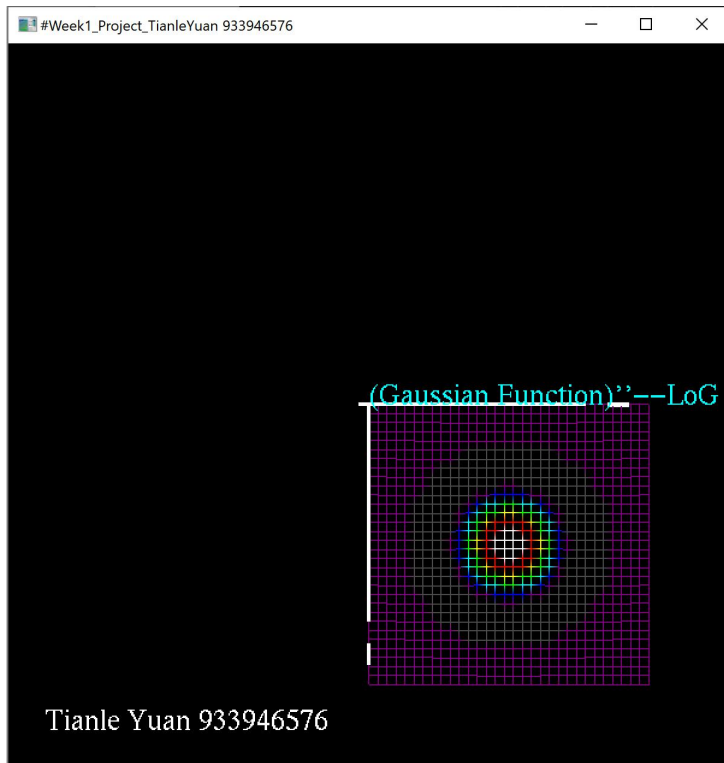 #Week1_Project_TianleYuan 933946576
(Gaussian Function)’’−−LoG
Tianle Yuan 933946576